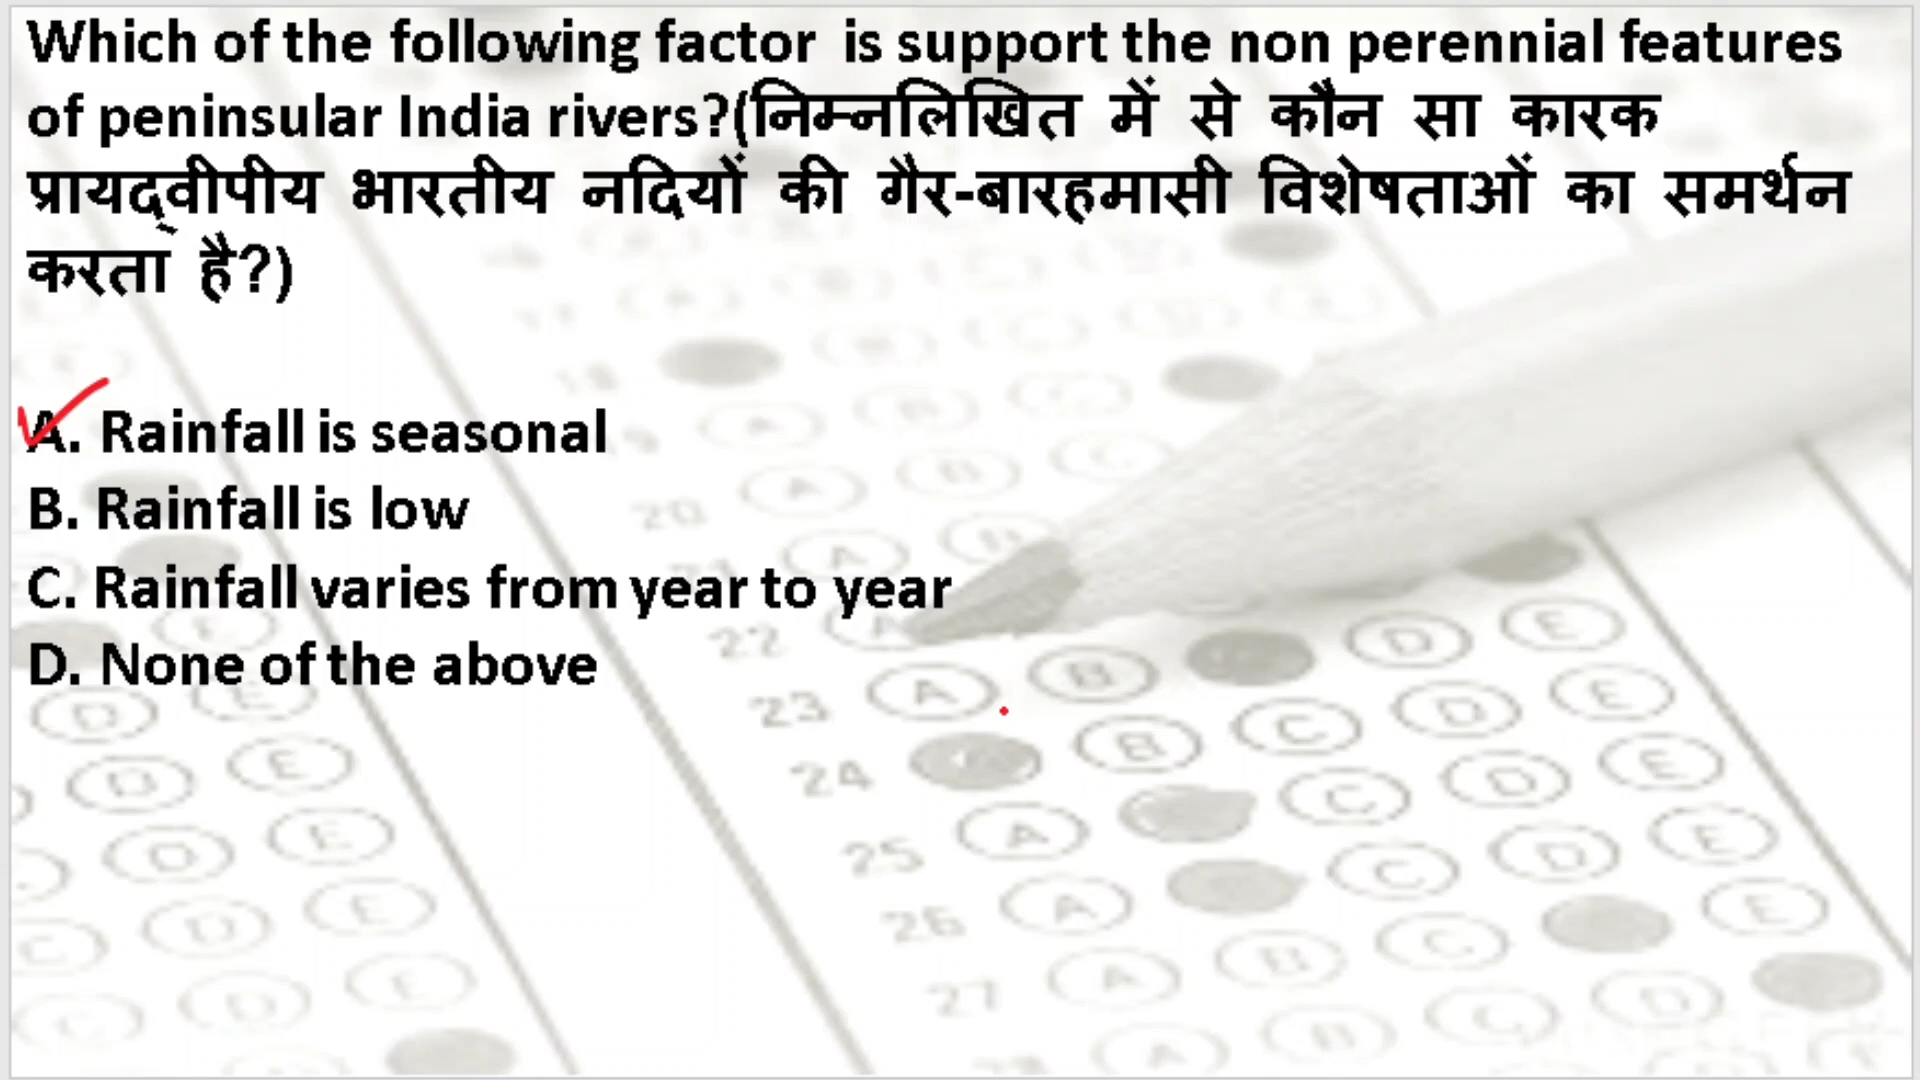 Which of the following factor is support the non perennial features
of peninsular India rivers?(निम्नलिखित में से कौन सा कारक
प्रायद्वीपीय भारतीय नदियों की गैर-बारहमासी विशेषताओं का समर्थन
करता है?)
A. Rainfall is seasonal
B. Rainfall is low
C. Rainfall varies from year to year
D. None of the above